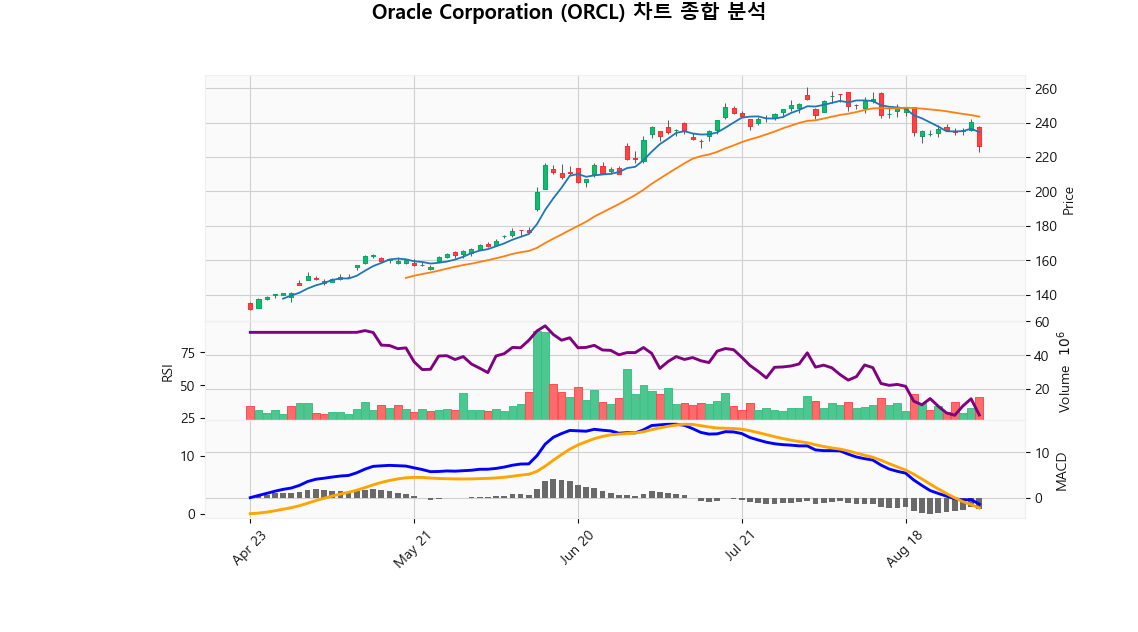 Oracle Corporation (ORCL) 차트 종합 분석
260
240
220
200
180
160
140
Price
60
40
20
Volume 10^6
75
50
25
RSI
10
0
10
0
MACD
Apr 23
May 21
Jun 20
Jul 21
Aug 18